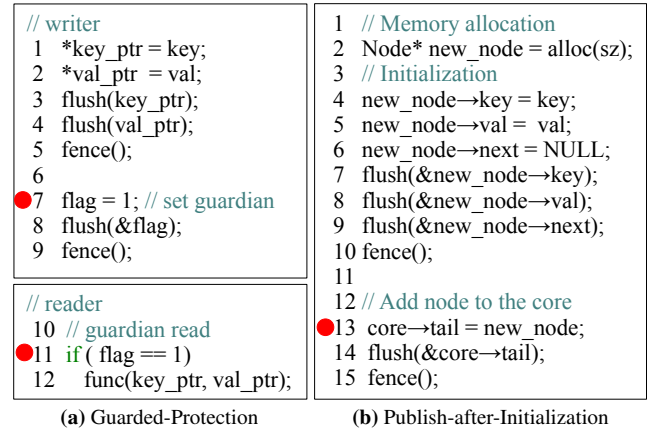 // writer
1 *key_ptr = key;
2 *val_ptr = val;
3 flush(key_ptr);
4 flush(val_ptr);
5 fence();
6
7 flag = 1; // set guardian
8 flush(&flag);
9 fence();
// reader
10 // guardian read
11 if ( flag == 1)
12 func(key_ptr, val_ptr);
(a) Guarded-Protection
1 // Memory allocation
2 Node* new_node = alloc(sz);
3 // Initialization
4 new_node→key = key;
5 new_node→val = val;
6 new_node→next = NULL;
7 flush(&new_node→key);
8 flush(&new_node→val);
9 flush(&new_node→next);
10 fence();
11
12 // Add node to the core
13 core→tail = new_node;
14 flush(&core→tail);
15 fence();
(b) Publish-after-Initialization